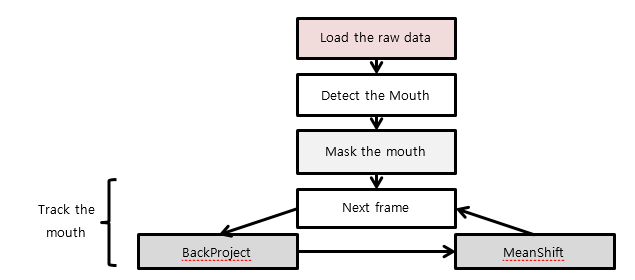 Load the raw data
Detect the Mouth
Mask the mouth
Next frame
Track the
mouth
BackProject
MeanShift